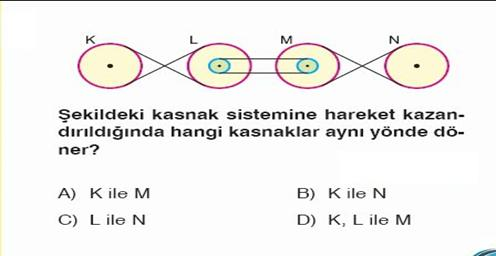 K L M N
Şekildeki kasnak sistemine hareket kazan-
dırıldığında hangi kasnaklar aynı yönde dö-
ner?
A) K ile M B) K ile N
C) L ile N D) K, L ile M